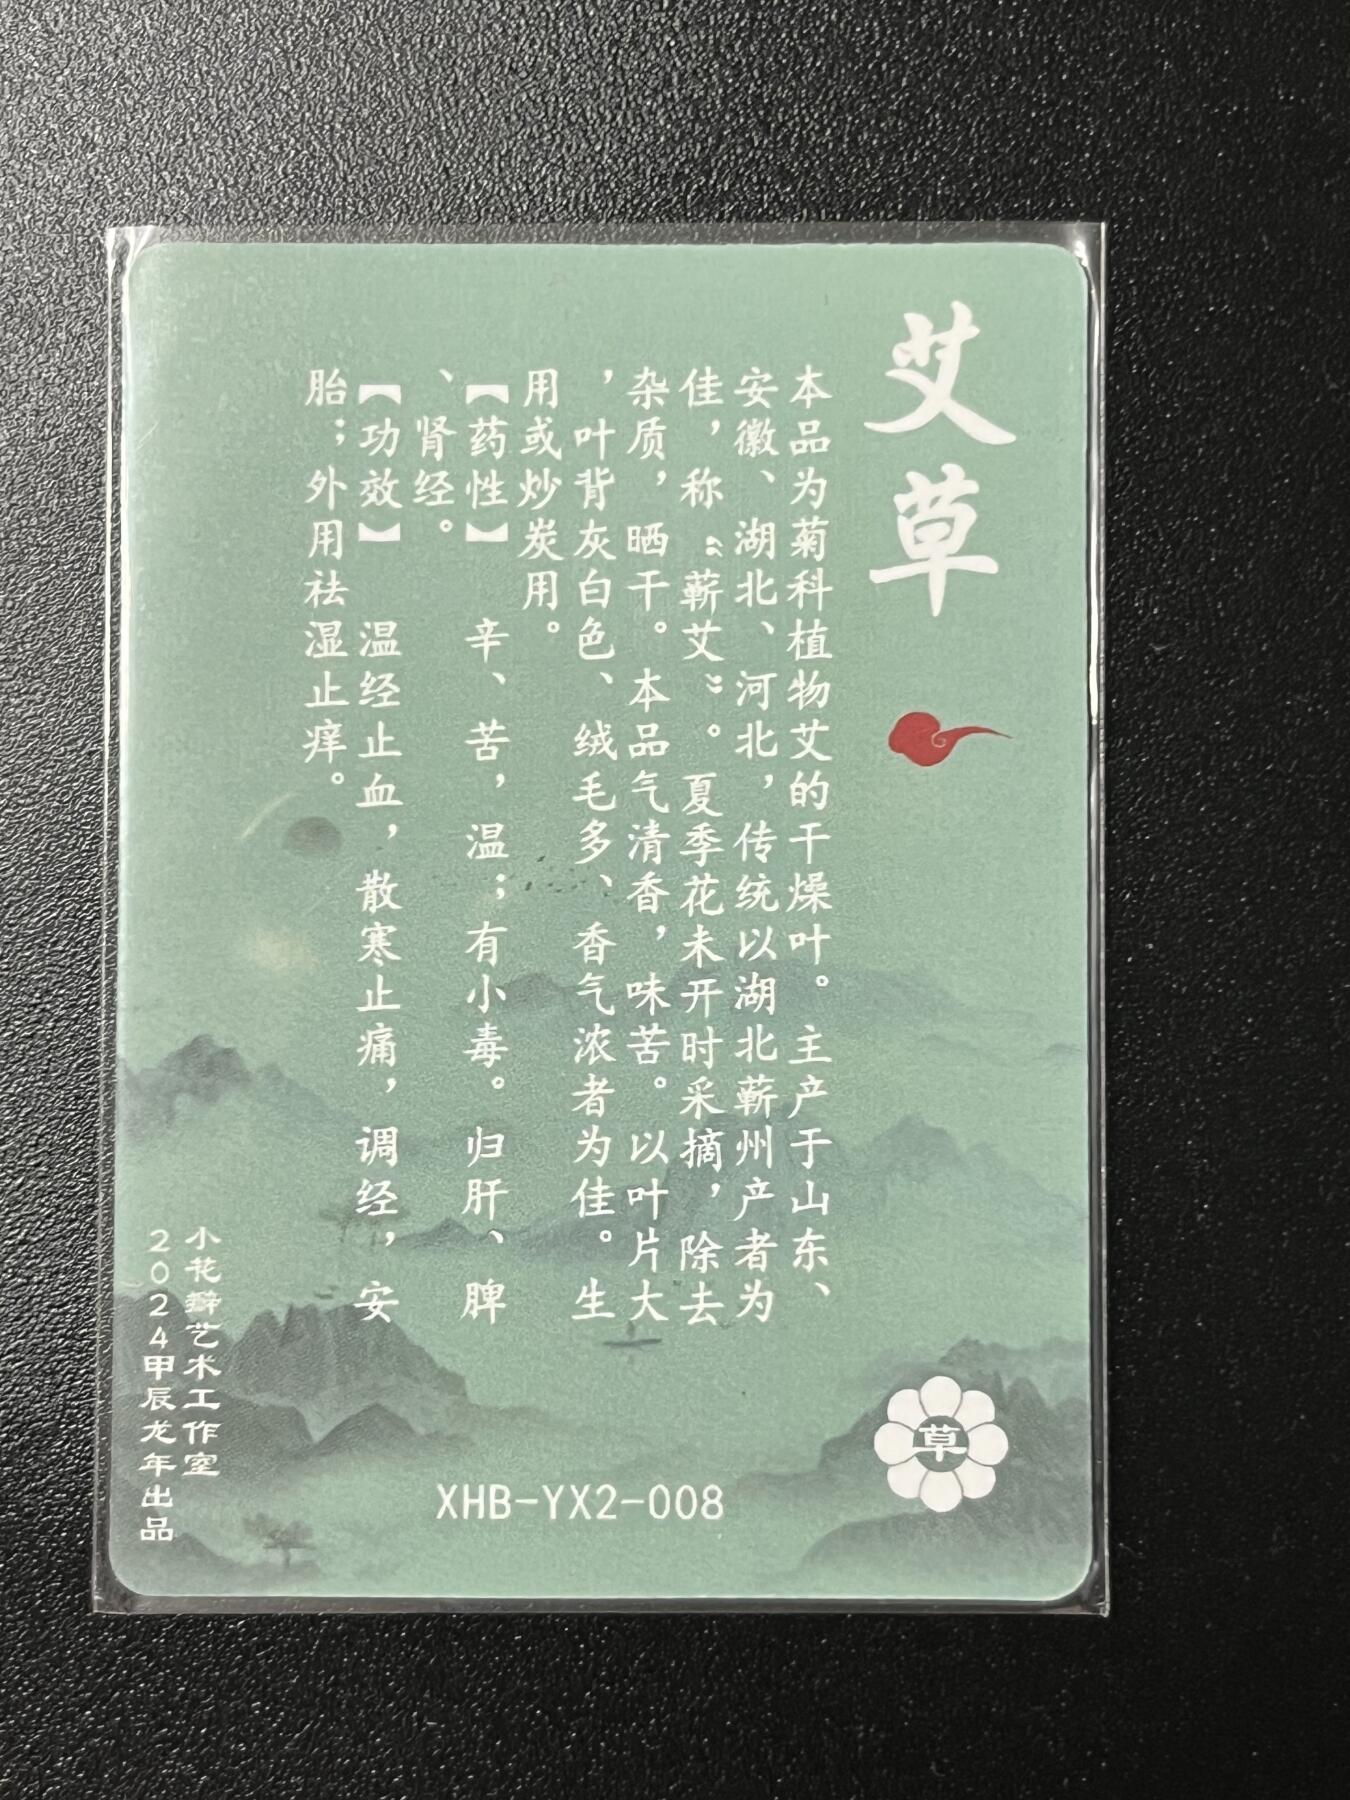 艾草
本品为菊科植物艾的干燥叶。主产于山东、
安徽、湖北、河北，传统以湖北蕲州产者为
佳，称“蕲艾”。夏季花未开时采摘，除去
杂质，晒干。本品气清香，味苦。以叶片大
，叶背灰白色、绒毛多、香气浓者为佳。生
用或炒炭用。
【药性】 辛、苦，温；有小毒。归肝、脾
、肾经。
【功效】 温经止血，散寒止痛，调经，安
胎；外用祛湿止痒。
小花瓣艺术工作室
2024甲辰龙年出品
XHB-YX2-008
草